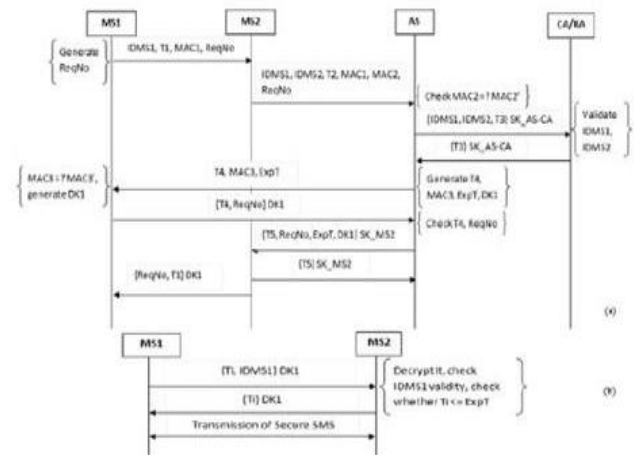 MS1 MS2 AS CA/RA
Generate
ReqNo
IDMS1, T1, MAC1, ReqNo
IDMS1, IDMS2, T2, MAC1, MAC2,
ReqNo
Check MAC2=?MAC2'
{IDMS1, IDMS2, T3} SK_AS-CA
Validate
IDMS1,
IDMS2
{T3} SK_AS-CA
T4, MAC3, ExpT
MAC3=?MAC3',
generate DK1
Generate T4,
MAC3, ExpT, DK1
{T4, ReqNo} DK1
Check T4, ReqNo
{T5, ReqNo, ExpT, DK1} SK_MS2
{T5} SK_MS2
{ReqNo, T1} DK1
(a)
MS1 MS2
{Ti, IDMS1} DK1
Decrypt it, check
IDMS1 validity, check
whether Ti <= ExpT
(b)
{Ti} DK1
Transmission of Secure SMS